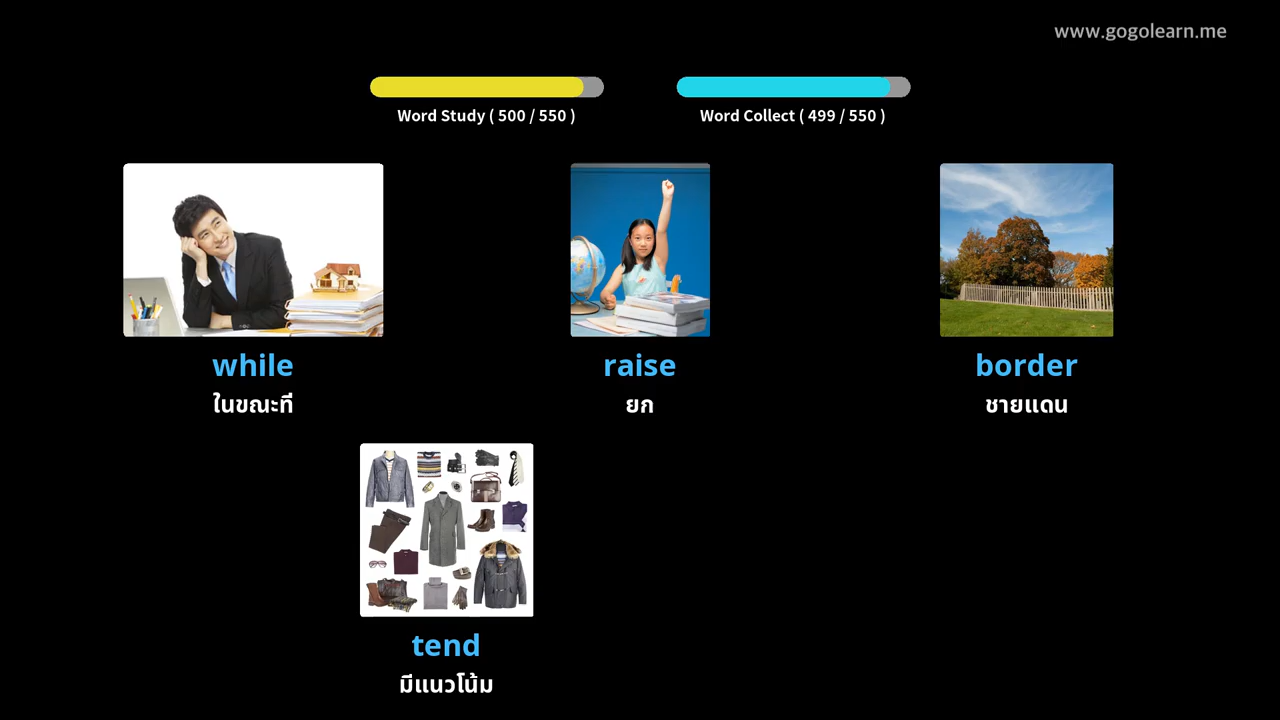 www.gogolearn.me
Word Study ( 500 / 550 )
Word Collect ( 499 / 550 )
while
raise
border
ในขณะที่
ยก
ชายแดน
tend
มีแนวโน้ม